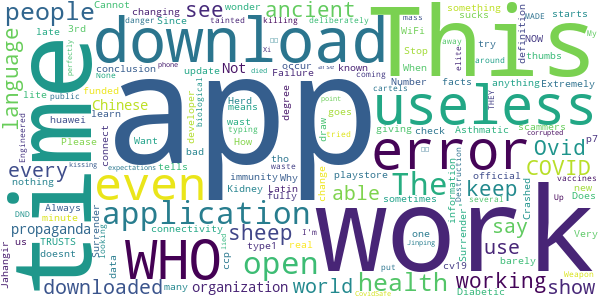 people
see
ancient
download
This
language
time
app
useless
work
error
even
WHO
application
sheep
open
health
The
able
Ovid
COVID
keep
say
use
working
show
world
organization
downloaded
propaganda
every
Chinese
Not
us
Cannot
changing
Since
tainted
killing
deliberately
mass
something
sucks
or
danger
Always
wonder
Xi
phone
WiFi
Stop
When
elite
definition
3rd
late
conclusion
died
occur
try
NOW
MADE
starts
thumbs
My
None
update
Failure
known
away
around
perfectly
lite
public
funded
Number
facts
anything
Extremely
Engineered
developer
biological
Herd
means
degree
coming
cartels
huawei
learn
Please
connect
bad
wast
typing
How
point
draw
goes
giving
check
Asthmatic
scammers
corrupted
p7
THEY
kissing
nothing
Want
tho
waste
immunity
Why
playstore
tells
vaccines
expectations
Kidney
Latin
fully
tried
change
sometimes
official
new
Does
DND
TRUSTS
minute
Surrender
connectivity
several
information
Destruction
Up
Very
Jahangir
doesnt
looking
data
many
ccp
type1
I'm
real
lied
cv19
one
Jinping
put
CovidSafe
Crashed
barely
Diabetic
Weapon